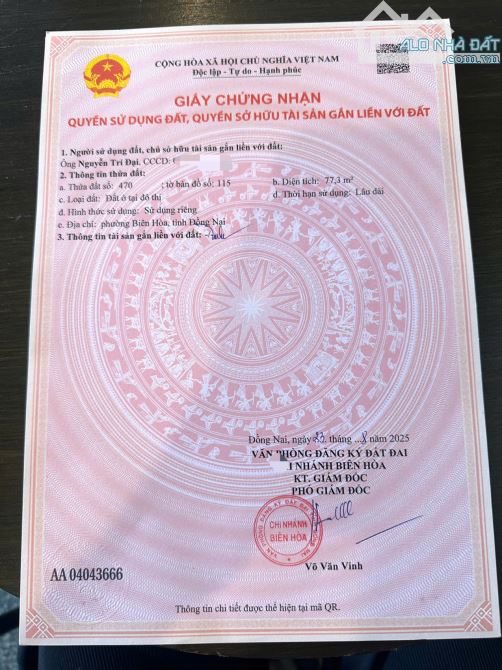 ALO NHÀ ĐẤT
.com.vn
CỘNG HÒA XÃ HỘI CHỦ NGHĨA VIỆT NAM
Độc lập - Tự do - Hạnh phúc
GIẤY CHỨNG NHẬN
QUYỀN SỬ DỤNG ĐẤT, QUYỀN SỞ HỮU TÀI SẢN GẮN LIỀN VỚI ĐẤT
1. Người sử dụng đất, chủ sở hữu tài sản gắn liền với đất:
Ông Nguyễn Trí Đại, CCCD:
2. Thông tin thửa đất:
a. Thửa đất số: 470 ; tờ bản đồ số: 115 b. Diện tích: 77,3 m²
c. Loại đất: Đất ở tại đô thị d. Thời hạn sử dụng: Lâu dài
đ. Hình thức sử dụng: Sử dụng riêng
e. Địa chỉ: phường Biên Hòa, tỉnh Đồng Nai
3. Thông tin tài sản gắn liền với đất:
Đồng Nai, ngày tháng 8 năm 2025
VĂN PHÒNG ĐĂNG KÝ ĐẤT ĐAI
NHÁNH BIÊN HÒA
KT. GIÁM ĐỐC
PHÓ GIÁM ĐỐC
CHI NHÁNH
BIÊN HÒA
Võ Văn Vinh
AA 04043666
Thông tin chi tiết được thể hiện tại mã QR.